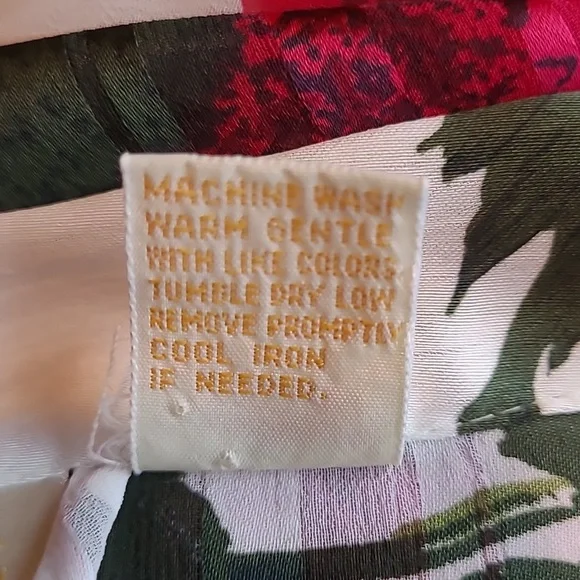 MACHINE WASH
WARM GENTLE
WITH LIKE COLORS.
TUMBLE DRY LOW
REMOVE PROMPTLY
COOL IRON
IF NEEDED.